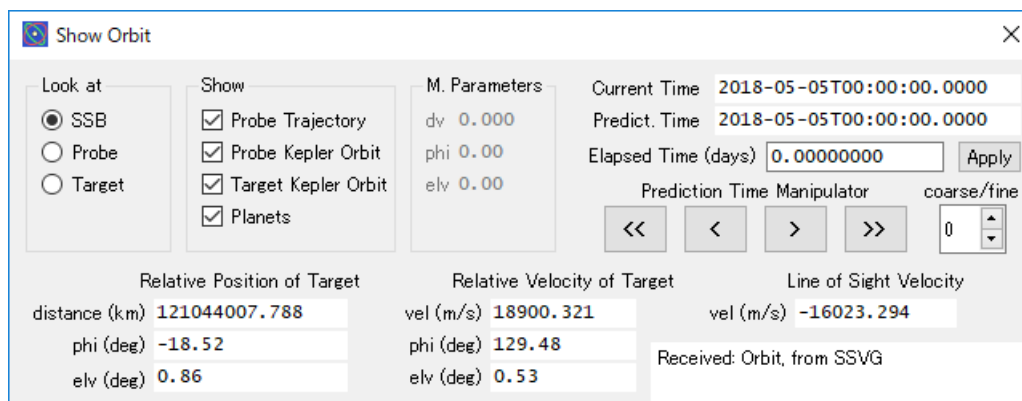 Show Orbit
Look at
SSB
Probe
Target
Show
Probe Trajectory
Probe Kepler Orbit
Target Kepler Orbit
Planets
M. Parameters
dv 0.000
phi 0.00
elv 0.00
Current Time 2018-05-05T00:00:00.0000
Predict. Time 2018-05-05T00:00:00.0000
Elapsed Time (days) 0.00000000 Apply
Prediction Time Manipulator coarse/fine
<< < > >> 0
Relative Position of Target
distance (km) 121044007.788
phi (deg) -18.52
elv (deg) 0.86
Relative Velocity of Target
vel (m/s) 18900.321
phi (deg) 129.48
elv (deg) 0.53
Line of Sight Velocity
vel (m/s) -16023.294
Received: Orbit, from SSVG